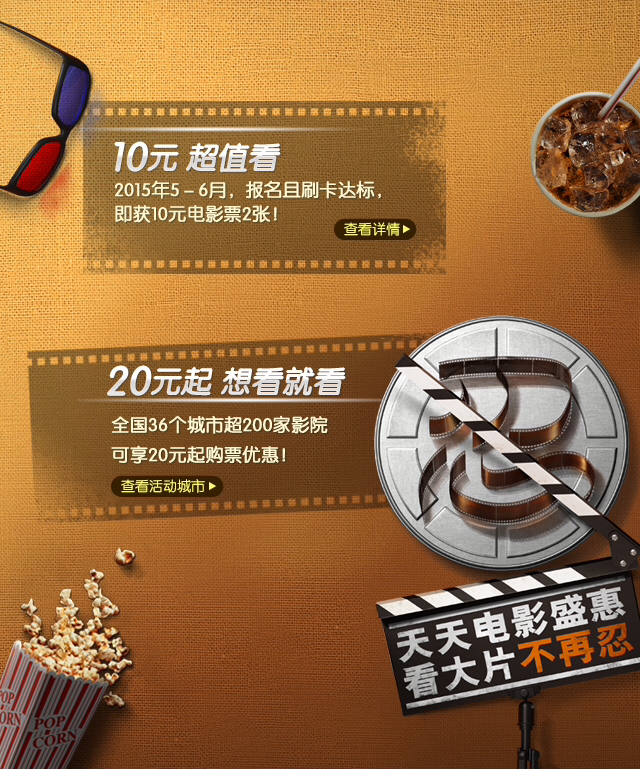 10元 超值看
2015年5－6月，报名且刷卡达标，
即获10元电影票2张！
查看详情
20元起 想看就看
全国36个城市超200家影院
可享20元起购票优惠！
查看活动城市
忍
天天电影盛惠
看大片不再忍
POP
CORN
POP
CORN